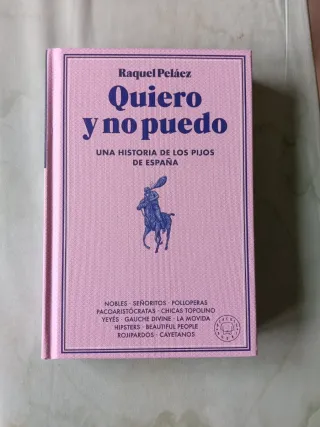 Raquel Peláez
Quiero
y no puedo
UNA HISTORIA DE LOS PIJOS
DE ESPAÑA
NOBLES · SEÑORITOS · POLLOPERAS
PACOARISTÓCRATAS · CHICAS TOPOLINO
YEYÉS · GAUCHE DIVINE · LA MOVIDA
HIPSTERS · BEAUTIFUL PEOPLE
ROJIPARDOS · CAYETANOS